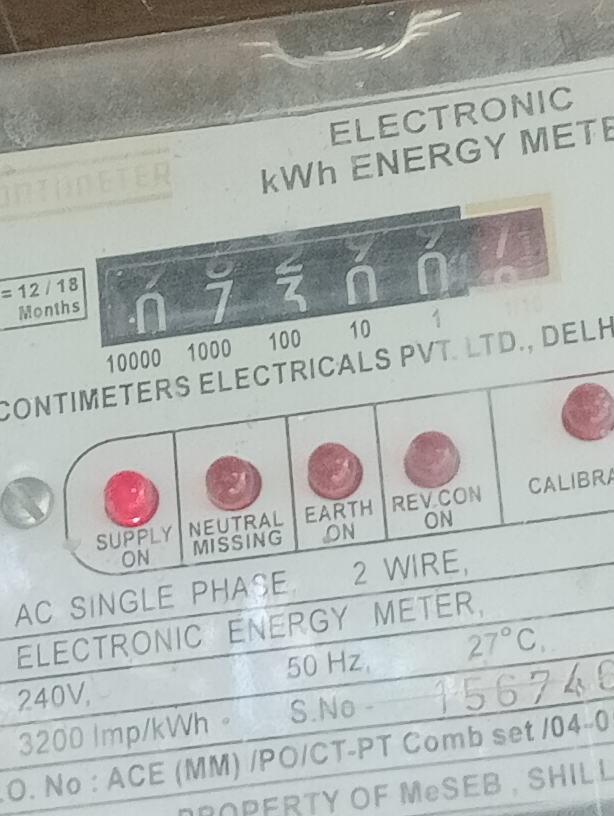 ELECTRONIC
kWh ENERGY METE
CONTIMETER
= 12 / 18
Months
0 7 3 0 0
10000 1000 100 10 1 1/10
CONTIMETERS ELECTRICALS PVT. LTD., DELH
SUPPLY ON
NEUTRAL MISSING
EARTH ON
REV.CON ON
CALIBRA
AC SINGLE PHASE, 2 WIRE,
ELECTRONIC ENERGY METER,
240V, 50 Hz, 27°C,
3200 Imp/kWh S.No - 15674
.O. No : ACE (MM) /PO/CT-PT Comb set /04-0
PROPERTY OF MeSEB , SHILL